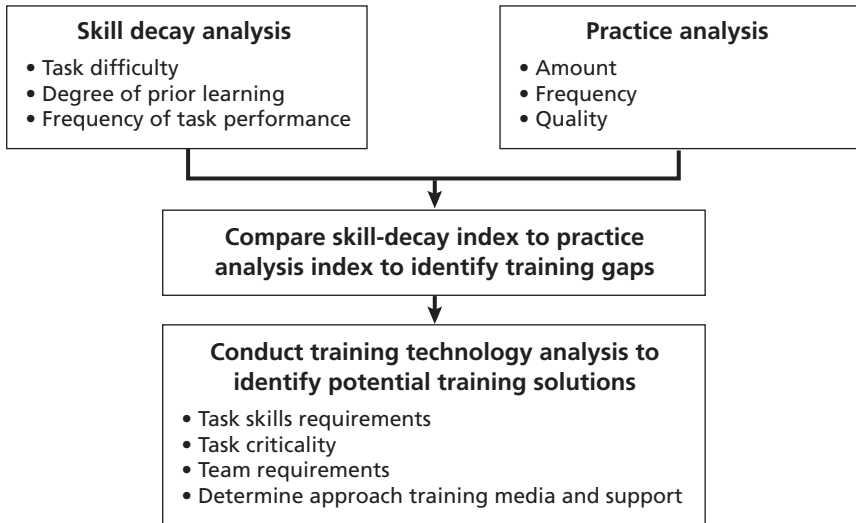 Skill decay analysis
• Task difficulty
• Degree of prior learning
• Frequency of task performance
Practice analysis
• Amount
• Frequency
• Quality
Compare skill-decay index to practice
analysis index to identify training gaps
Conduct training technology analysis to
identify potential training solutions
• Task skills requirements
• Task criticality
• Team requirements
• Determine approach training media and support